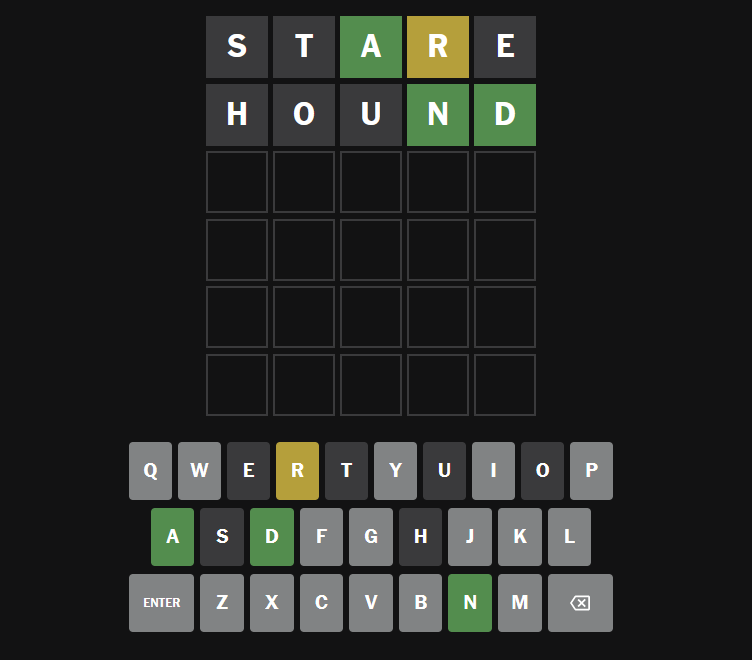 S T A R E
H O U N D
Q W E R T Y U I O P
A S D F G H J K L
ENTER Z X C V B N M